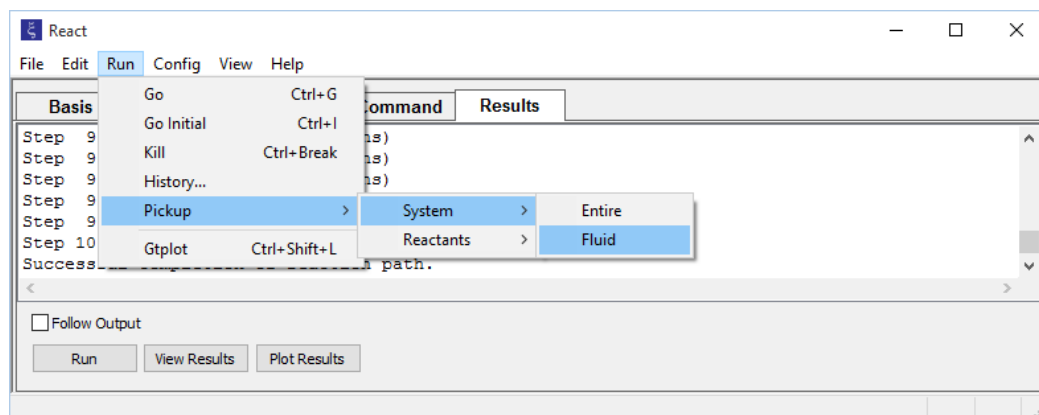 ξ React
File Edit Run Config View Help
Basis Command Results
Go Ctrl+G
Go Initial Ctrl+I
Kill Ctrl+Break
History...
Pickup >
Gtplot Ctrl+Shift+L
System >
Reactants >
Entire
Fluid
Step 9
Step 9
Step 9
Step 9
Step 9
Step 10
path.
Follow Output
Run View Results Plot Results